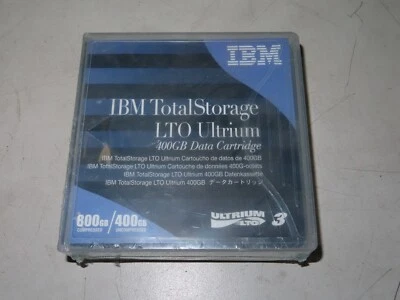 IBM
IBM TotalStorage
LTO Ultrium
400GB Data Cartridge
IBM TotalStorage LTO Ultrium Cartucho de datos de 400GB
IBM TotalStorage LTO Ultrium Cartouche de données 400G-octets
IBM TotalStorage LTO Ultrium 400GB Datenkassette
IBM TotalStorage LTO Ultrium 400GB データカートリッジ
800GB/400GB
COMPRESSED UNCOMPRESSED
ULTRIUM LTO 3